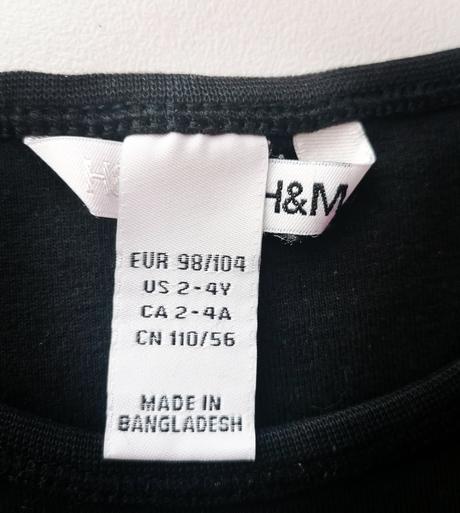 H&M
EUR 98/104
US 2-4Y
CA 2-4A
CN 110/56
MADE IN
BANGLADESH